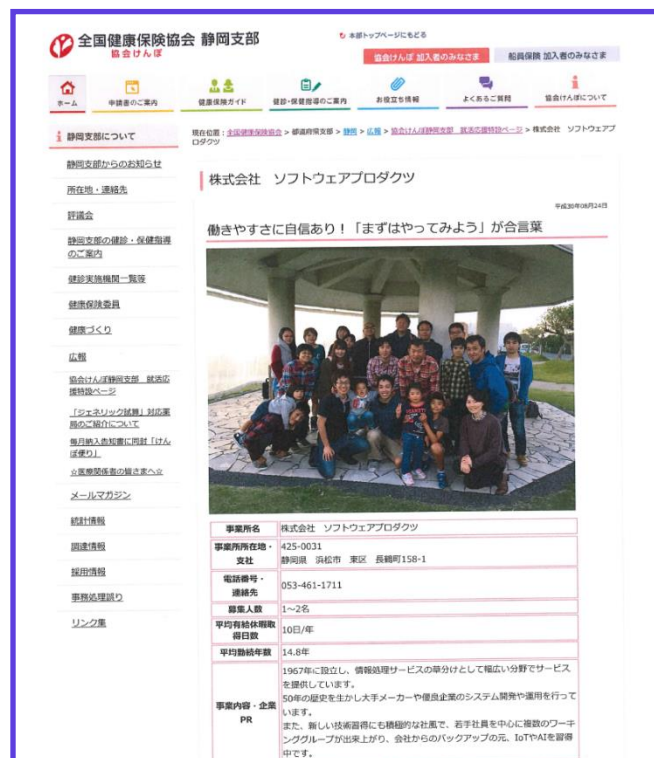 全国健康保険協会 静岡支部
協会けんぽ
本部トップページにもどる
協会けんぽ 加入者のみなさま
船員保険 加入者のみなさま
ホーム
申請書のご案内
健康保険ガイド
健診・保健指導のご案内
お役立ち情報
よくあるご質問
協会けんぽについて
静岡支部について
静岡支部からのお知らせ
所在地・連絡先
評議会
静岡支部の健診・保健指導
のご案内
健診実施機関一覧等
健康保険委員
健康づくり
広報
協会けんぽ静岡支部 就活応
援特設ページ
「ジェネリック試算」対応薬
局のご紹介について
毎月納入告知書に同封「けん
ぽ便り」
☆医療関係者の皆さまへ☆
メールマガジン
統計情報
調達情報
採用情報
事務処理誤り
リンク集
現在位置：全国健康保険協会 > 都道府県支部 > 静岡 > 広報 > 協会けんぽ静岡支部 就活応援特設ページ > 株式会社 ソフトウェアプ
ロダクツ
株式会社 ソフトウェアプロダクツ
平成30年08月24日
働きやすさに自信あり！「まずはやってみよう」が合言葉
事業所名 株式会社 ソフトウェアプロダクツ
事業所所在地・
支社
425-0031
静岡県 浜松市 東区 長鶴町158-1
電話番号・
連絡先
053-461-1711
募集人数 1～2名
平均有給休暇取
得日数
10日/年
平均勤続年数 14.8年
事業内容・企業
PR
1967年に設立し、情報処理サービスの草分けとして幅広い分野でサービス
を提供しています。
50年の歴史を生かし大手メーカーや優良企業のシステム開発や運用を行って
います。
また、新しい技術習得にも積極的な社風で、若手社員を中心に複数のワーキ
ンググループが出来上がり、会社からのバックアップの元、IoTやAIを習得
中です。